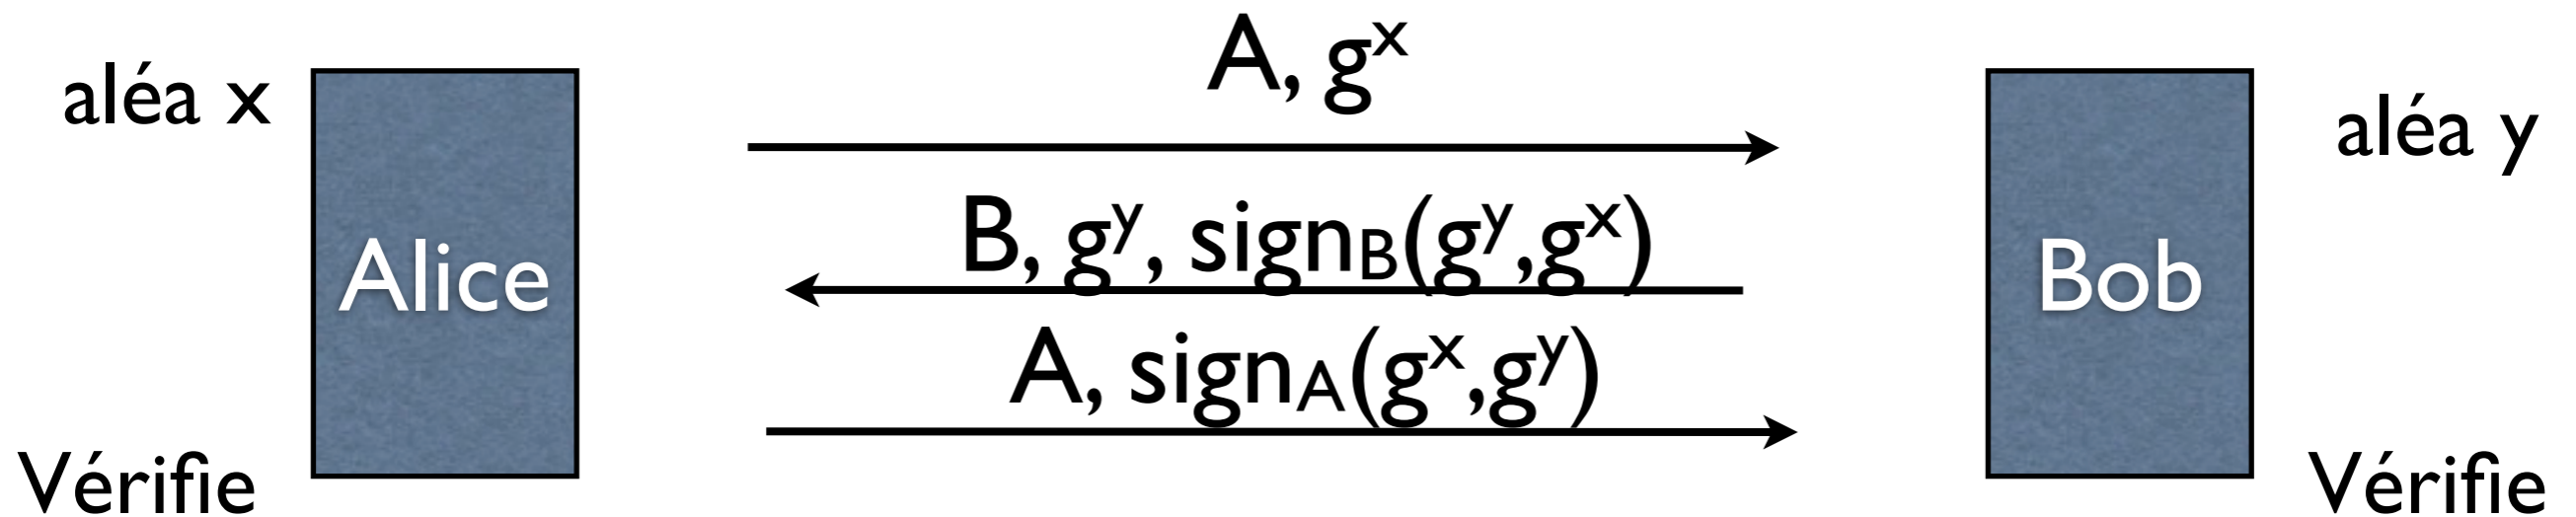 A, gˣ
aléa x
aléa y
B, gʸ, sign_B(gʸ,gˣ)
Alice
Bob
A, sign_A(gˣ,gʸ)
Vérifie
Vérifie